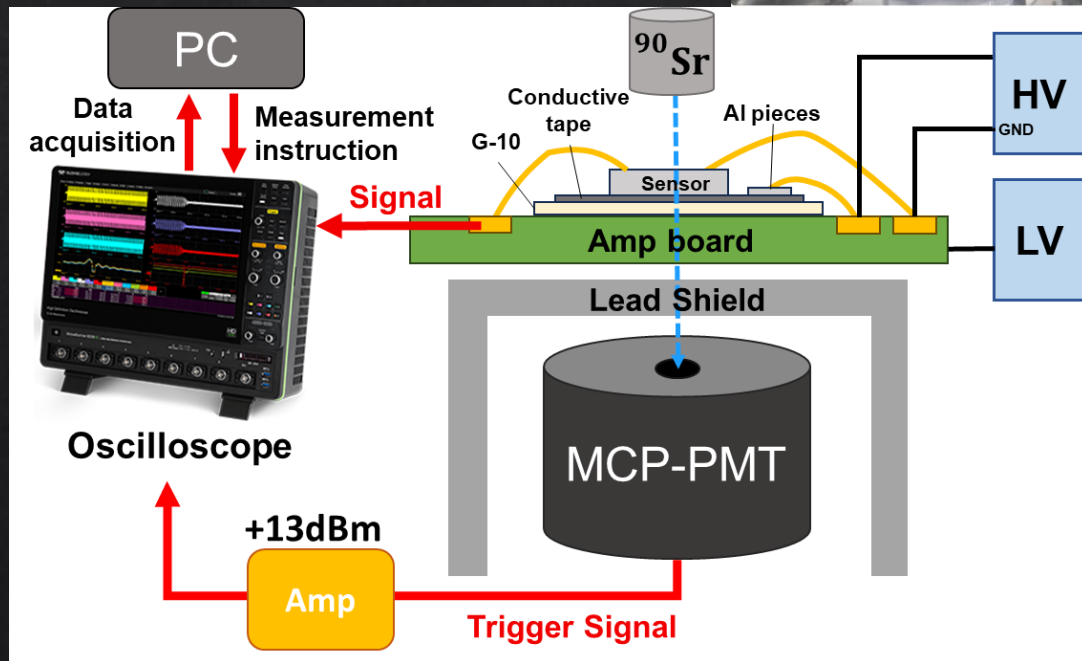 PC
Data
acquisition
Measurement
instruction
Signal
Oscilloscope
+13dBm
Amp
Trigger Signal
⁹⁰Sr
Conductive
tape
G-10
Al pieces
Sensor
Amp board
Lead Shield
MCP-PMT
HV
GND
LV